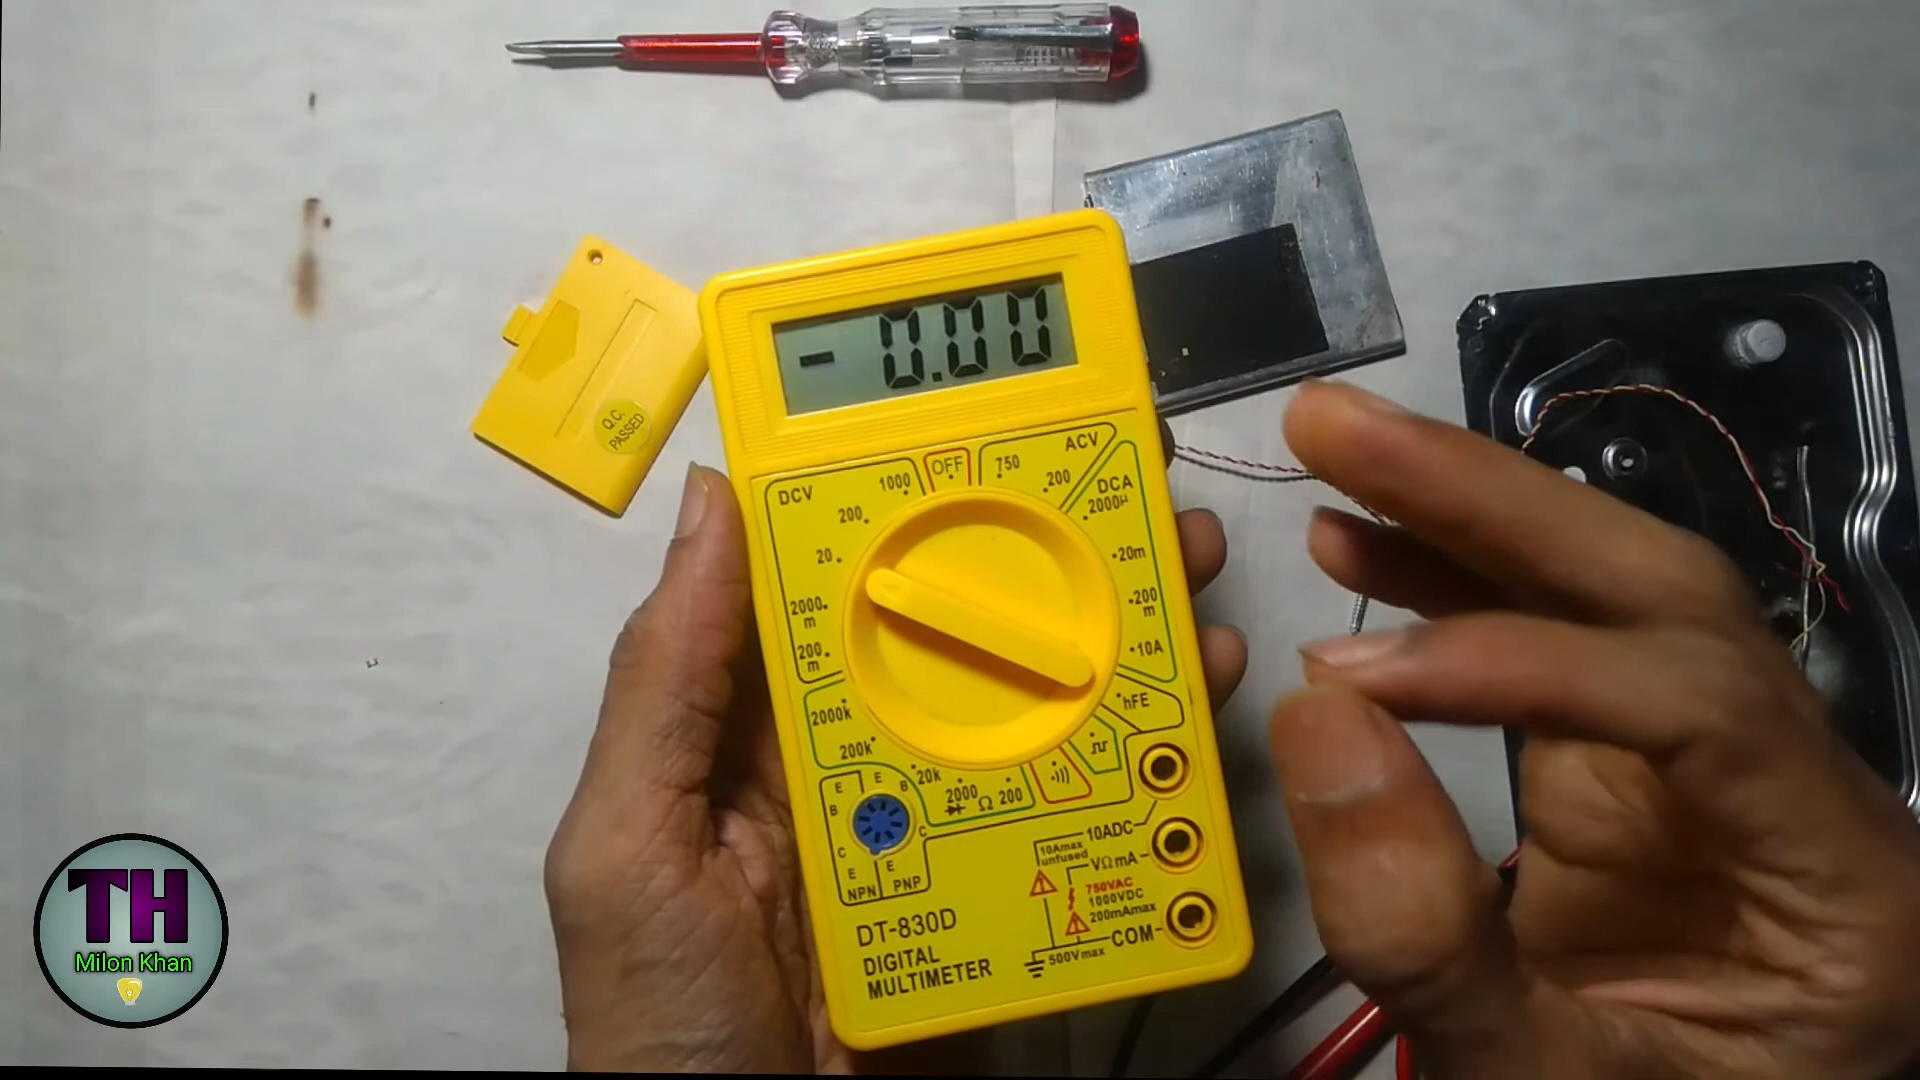 - 0.00
Q.C.
PASSED
DCV
1000
OFF
750
ACV
200
DCA
2000µ
200
20
20m
2000
m
200
m
200
m
10A
2000k
hFE
200k
20k
2000
Ω
200
E
B
C
E
E
B
C
E
NPN
PNP
10ADC
10Amax
unfused
VΩmA
750VAC
1000VDC
200mAmax
COM
500Vmax
DT-830D
DIGITAL
MULTIMETER
TH
Milon Khan